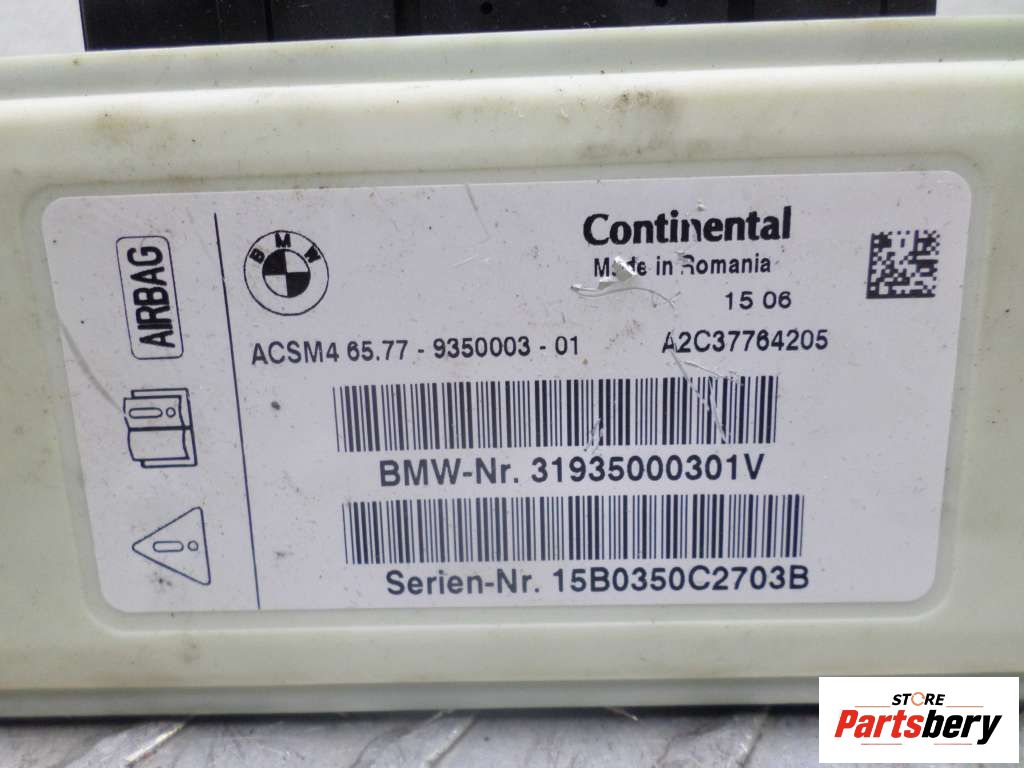 AIRBAG
BMW
Continental
Made in Romania
15 06
ACSM4 65.77 - 9350003 - 01 A2C37764205
BMW-Nr. 31935000301V
Serien-Nr. 15B0350C2703B
STORE
Partsbery